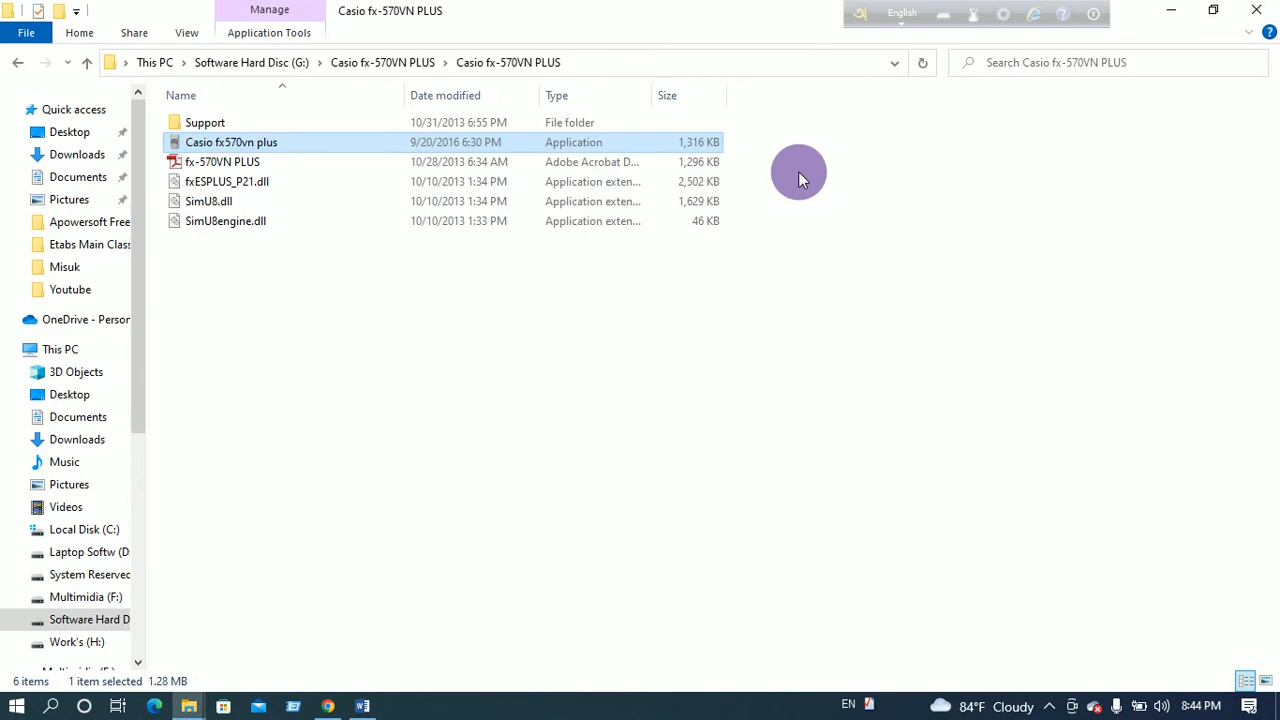 Manage
Casio fx-570VN PLUS
English
File
Home
Share
View
Application Tools
This PC
Software Hard Disc (G:)
Casio fx-570VN PLUS
Casio fx-570VN PLUS
Search Casio fx-570VN PLUS
Name
Date modified
Type
Size
Support
10/31/2013 6:55 PM
File folder
Casio fx570vn plus
9/20/2016 6:30 PM
Application
1,316 KB
fx-570VN PLUS
10/28/2013 6:34 AM
Adobe Acrobat D...
1,296 KB
fxESPLUS_P21.dll
10/10/2013 1:34 PM
Application exten...
2,502 KB
SimU8.dll
10/10/2013 1:34 PM
Application exten...
1,629 KB
SimU8engine.dll
10/10/2013 1:33 PM
Application exten...
46 KB
Quick access
Desktop
Downloads
Documents
Pictures
Apowersoft Free
Etabs Main Class
Misuk
Youtube
OneDrive - Person
This PC
3D Objects
Desktop
Documents
Downloads
Music
Pictures
Videos
Local Disk (C:)
Laptop Softw (D:
System Reserved
Multimidia (F:)
Software Hard D
Work's (H:)
6 items
1 item selected 1.28 MB
EN
68°F Cloudy
8:44 PM